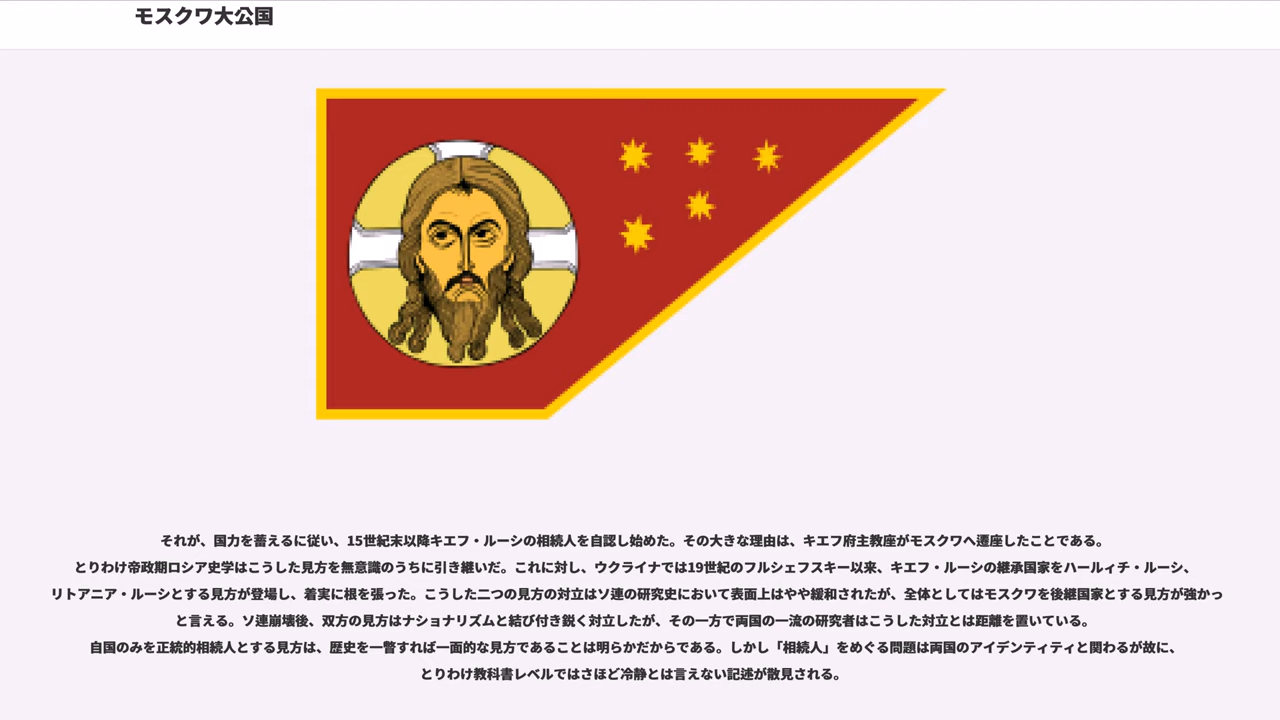 モスクワ大公国
それが、国力を蓄えるに従い、15世紀末以降キエフ・ルーシの相続人を自認し始めた。その大きな理由は、キエフ府主教座がモスクワへ遷座したことである。
とりわけ帝政期ロシア史学はこうした見方を無意識のうちに引き継いだ。これに対し、ウクライナでは19世紀のフルシェフスキー以来、キエフ・ルーシの継承国家をハールィチ・ルーシ、
リトアニア・ルーシとする見方が登場し、着実に根を張った。こうした二つの見方の対立はソ連の研究史において表面上はやや緩和されたが、全体としてはモスクワを後継国家とする見方が強かっ
と言える。ソ連崩壊後、双方の見方はナショナリズムと結び付き鋭く対立したが、その一方で両国の一流の研究者はこうした対立とは距離を置いている。
自国のみを正統的相続人とする見方は、歴史を一瞥すれば一面的な見方であることは明らかだからである。しかし「相続人」をめぐる問題は両国のアイデンティティと関わるが故に、
とりわけ教科書レベルではさほど冷静とは言えない記述が散見される。